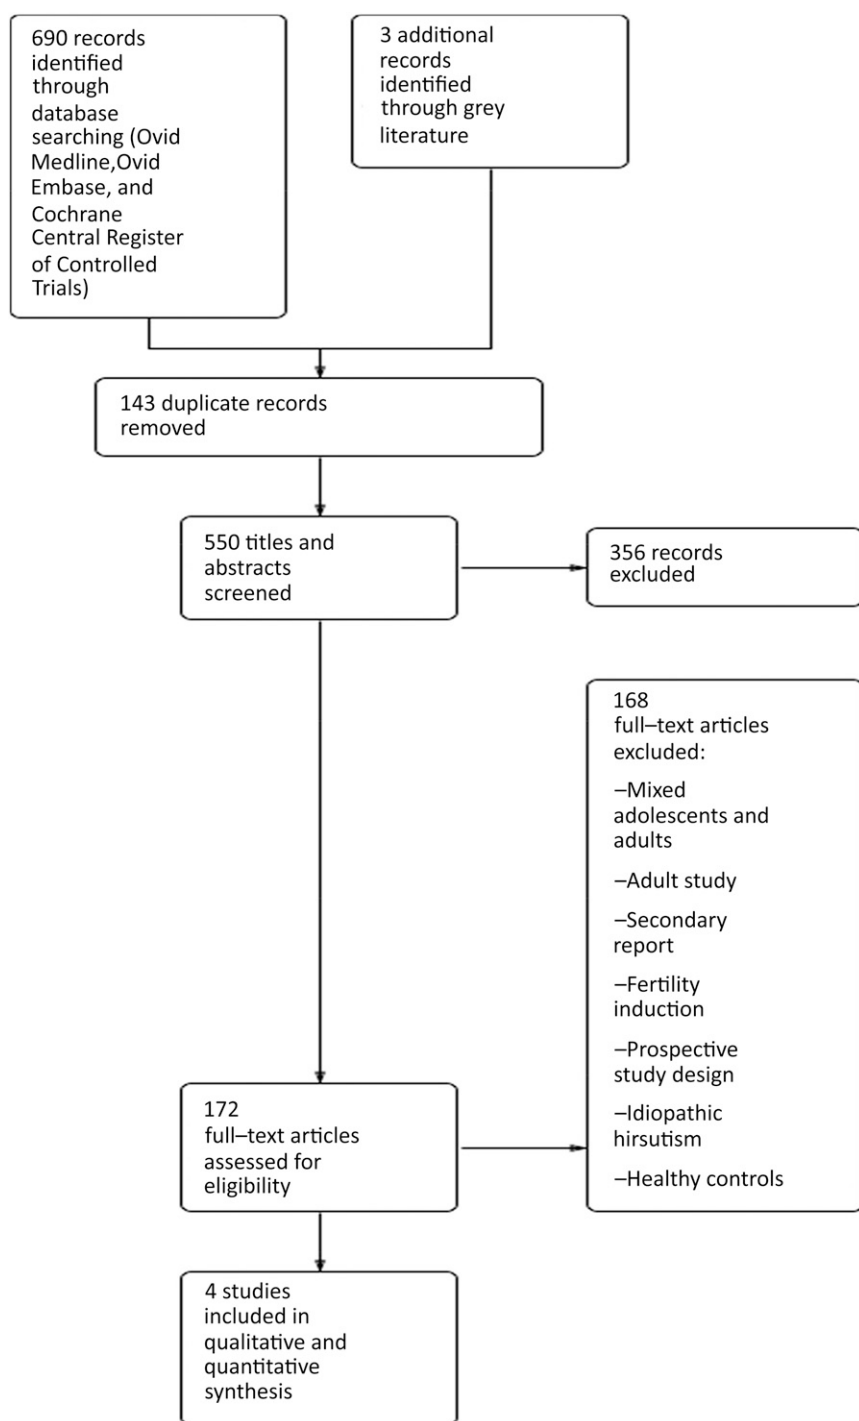 690 records
identified
through
database
searching (Ovid
Medline,Ovid
Embase, and
Cochrane
Central Register
of Controlled
Trials)
3 additional
records
identified
through grey
literature
143 duplicate records
removed
550 titles and
abstracts
screened
356 records
excluded
168
full–text articles
excluded:
–Mixed
adolescents and
adults
–Adult study
–Secondary
report
–Fertility
induction
–Prospective
study design
–Idiopathic
hirsutism
–Healthy controls
172
full–text articles
assessed for
eligibility
4 studies
included in
qualitative and
quantitative
synthesis